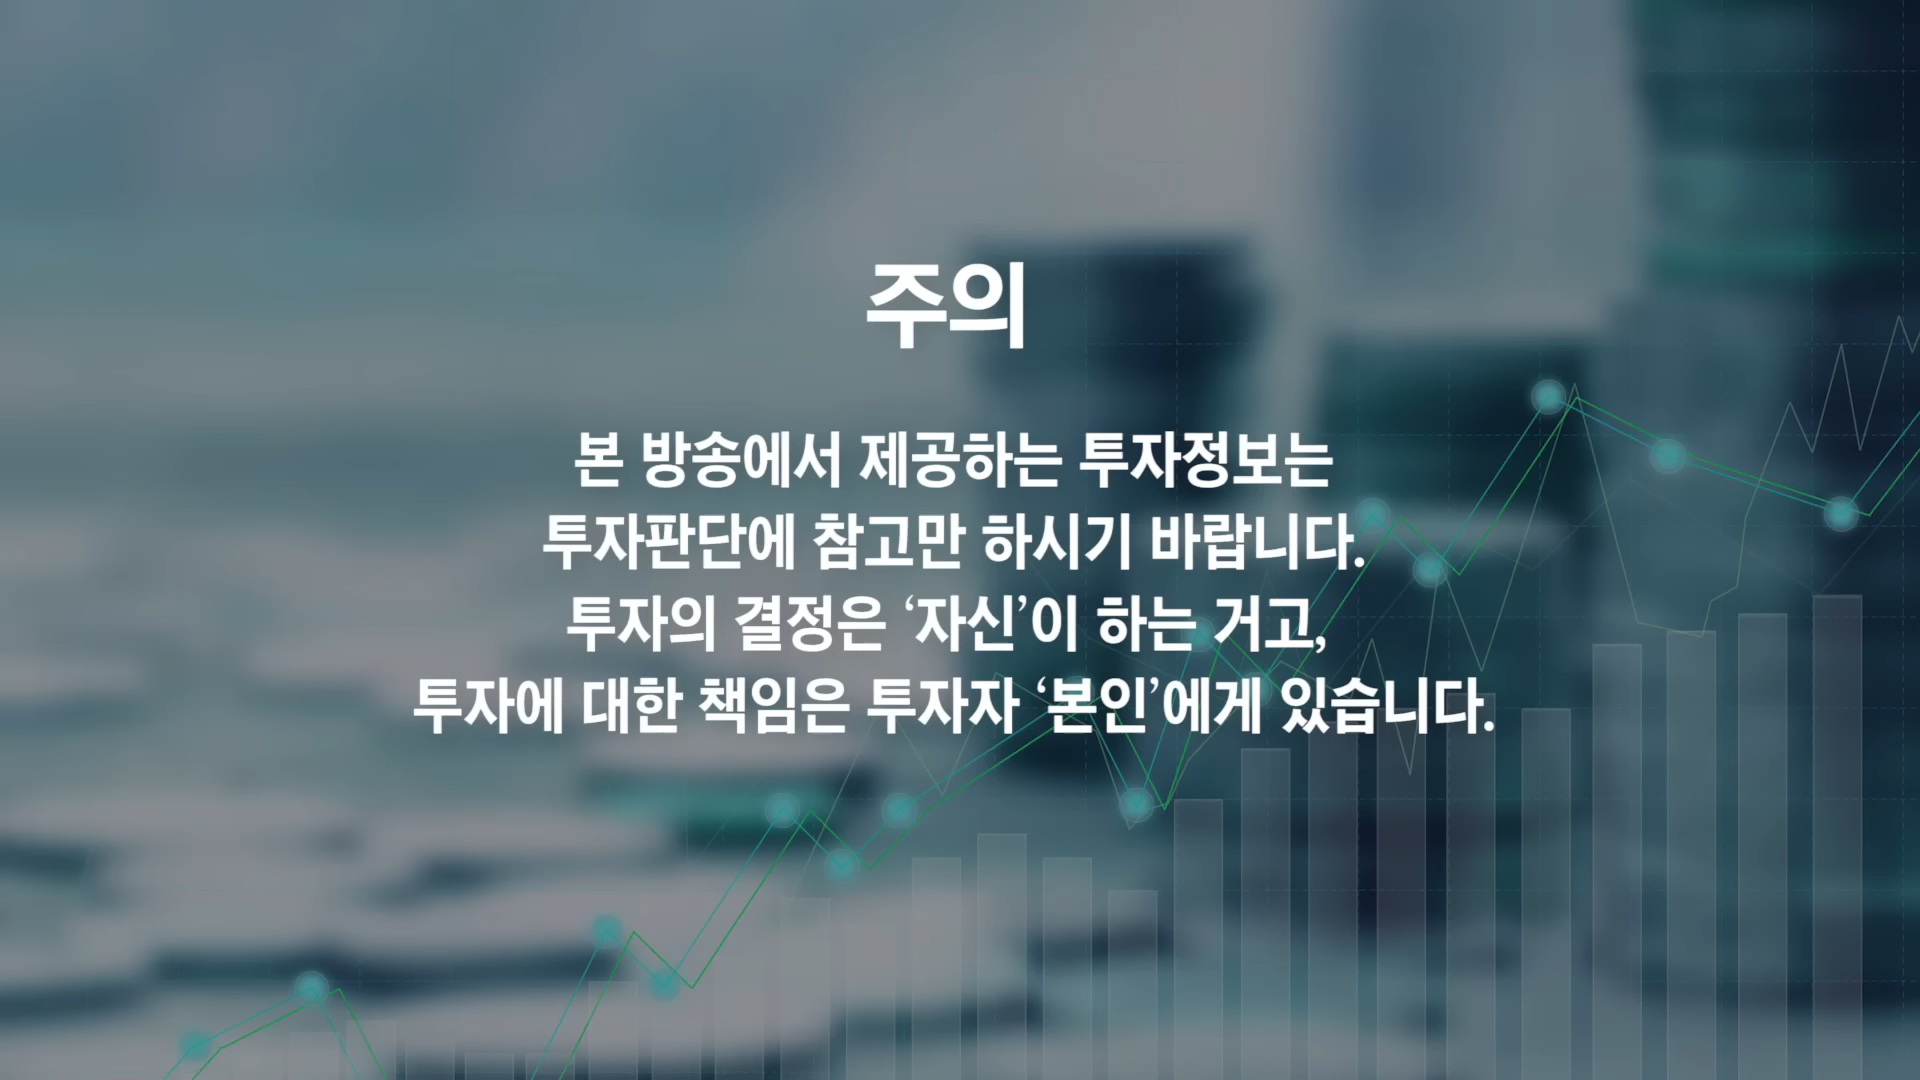 주의
본 방송에서 제공하는 투자정보는
투자판단에 참고만 하시기 바랍니다.
투자의 결정은 ‘자신’이 하는 거고,
투자에 대한 책임은 투자자 ‘본인’에게 있습니다.